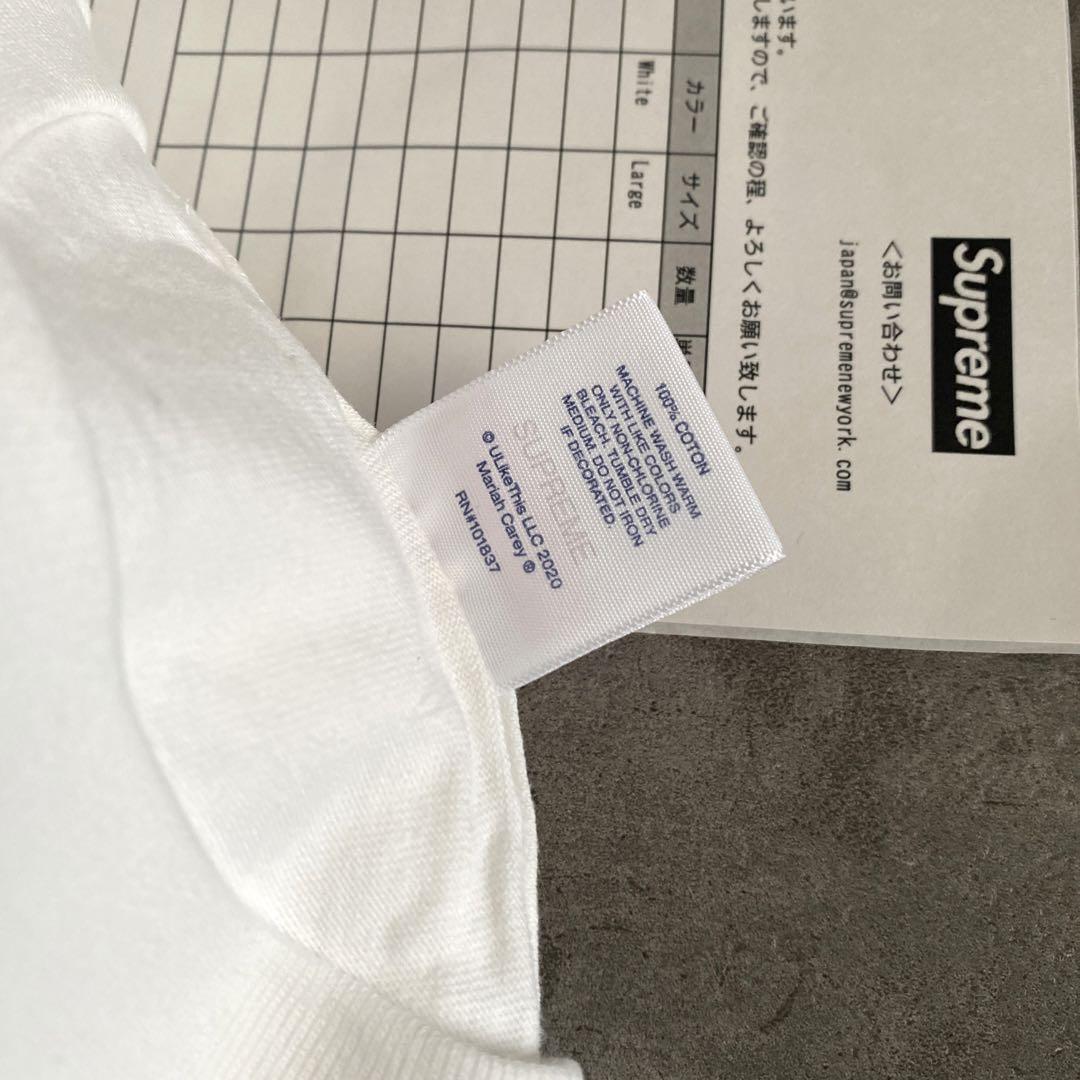 います。
しますので、ご確認の程、よろしくお願い致します。
Supreme
<お問い合わせ>
japan@supremenewyork.com
カラー サイズ 数量
White Large
100% COTTON
MACHINE WASH WARM
WITH LIKE COLORS
ONLY NON-CHLORINE
BLEACH. TUMBLE DRY
MEDIUM. DO NOT IRON
IF DECORATED.
SUPREME
© ULikeThis LLC 2020
Mariah Carey ®
RN#101837